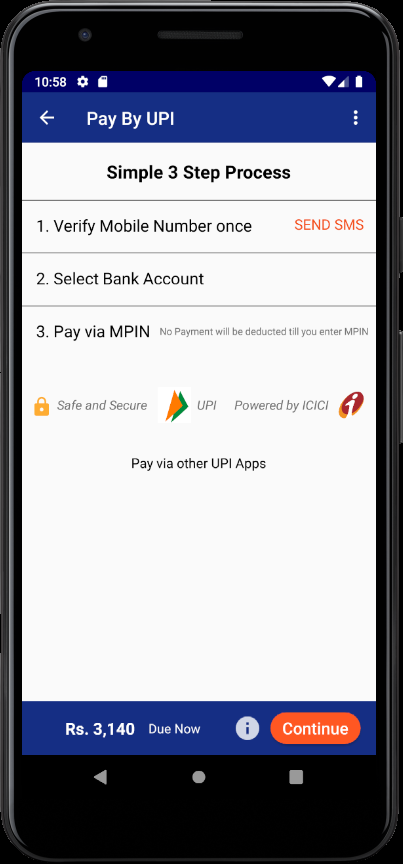 10:58
Pay By UPI
Simple 3 Step Process
1. Verify Mobile Number once SEND SMS
2. Select Bank Account
3. Pay via MPIN No Payment will be deducted till you enter MPIN
Safe and Secure UPI Powered by ICICI
Pay via other UPI Apps
Rs. 3,140 Due Now Continue